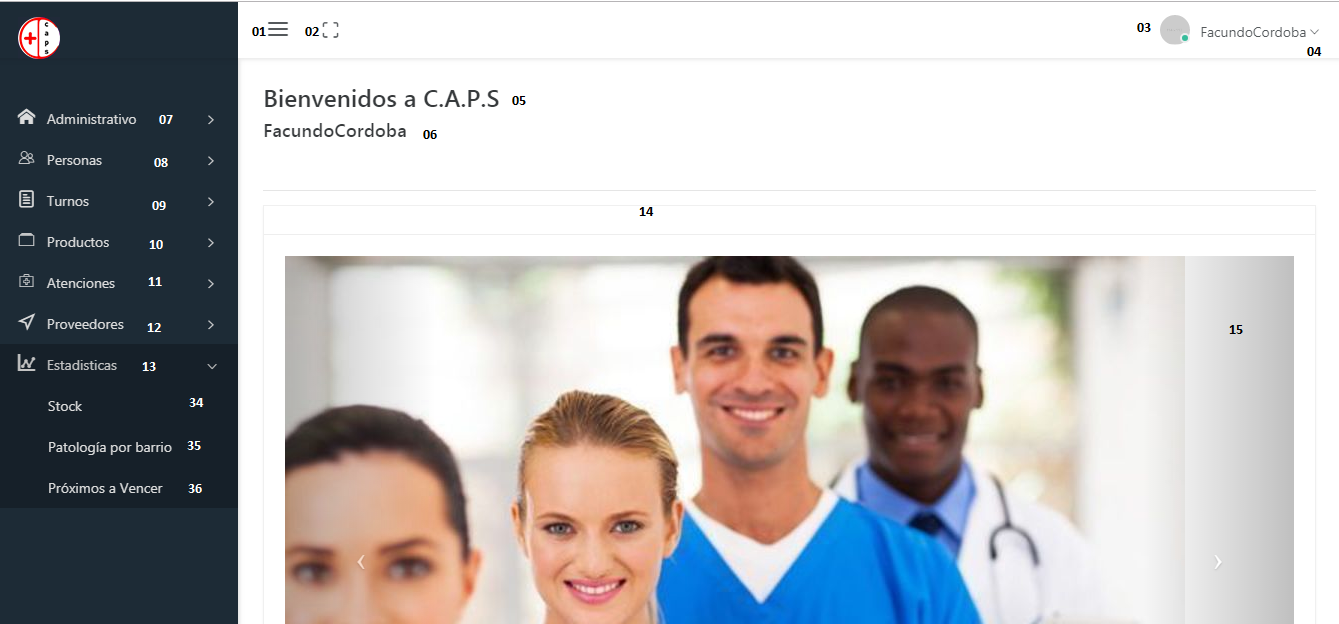 caps
01 02 03 FacundoCordoba
04
Bienvenidos a C.A.P.S 05
FacundoCordoba 06
Administrativo 07
Personas 08
Turnos 09
Productos 10
Atenciones 11
Proveedores 12
Estadisticas 13
Stock 34
Patología por barrio 35
Próximos a Vencer 36
14
15